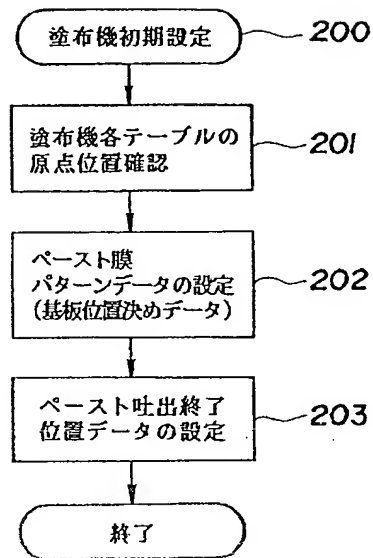 塗布機初期設定
200
塗布機各テーブルの
原点位置確認
201
ペースト膜
パターンデータの設定
(基板位置決めデータ)
202
ペースト吐出終了
位置データの設定
203
終了